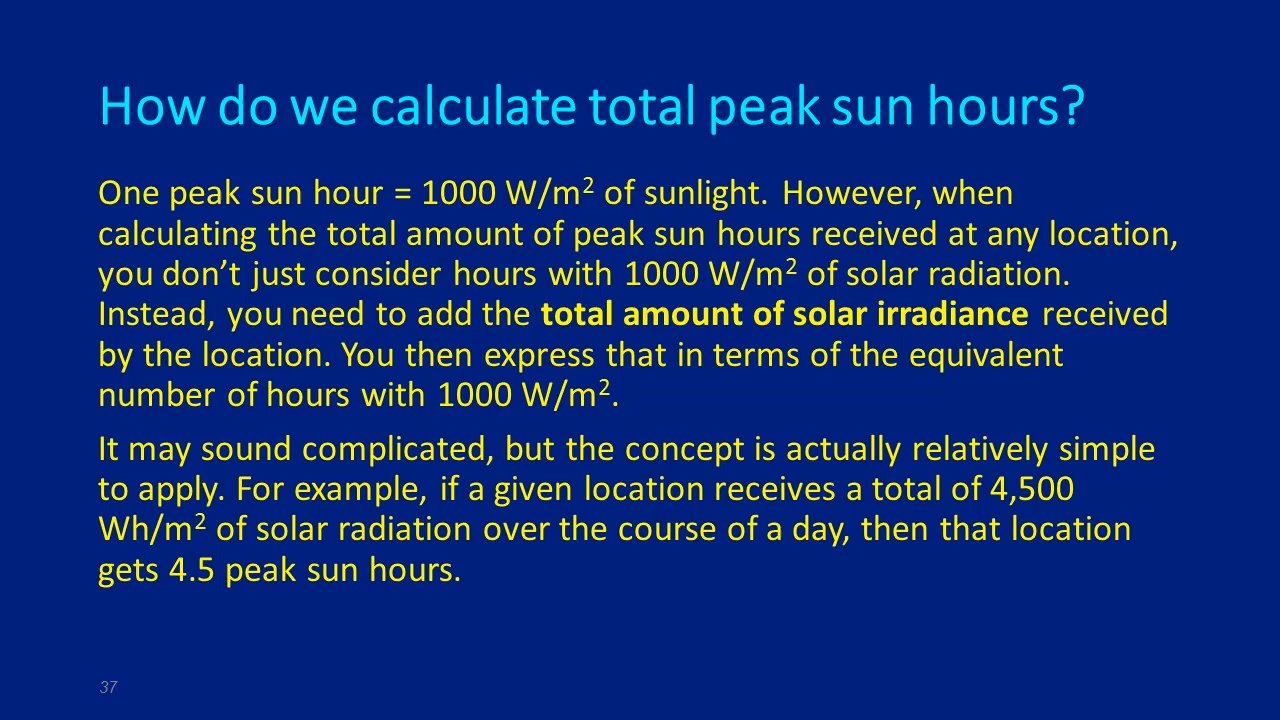 How do we calculate total peak sun hours?
One peak sun hour = 1000 W/m² of sunlight. However, when
calculating the total amount of peak sun hours received at any location,
you don’t just consider hours with 1000 W/m² of solar radiation.
Instead, you need to add the total amount of solar irradiance received
by the location. You then express that in terms of the equivalent
number of hours with 1000 W/m².
It may sound complicated, but the concept is actually relatively simple
to apply. For example, if a given location receives a total of 4,500
Wh/m² of solar radiation over the course of a day, then that location
gets 4.5 peak sun hours.
37